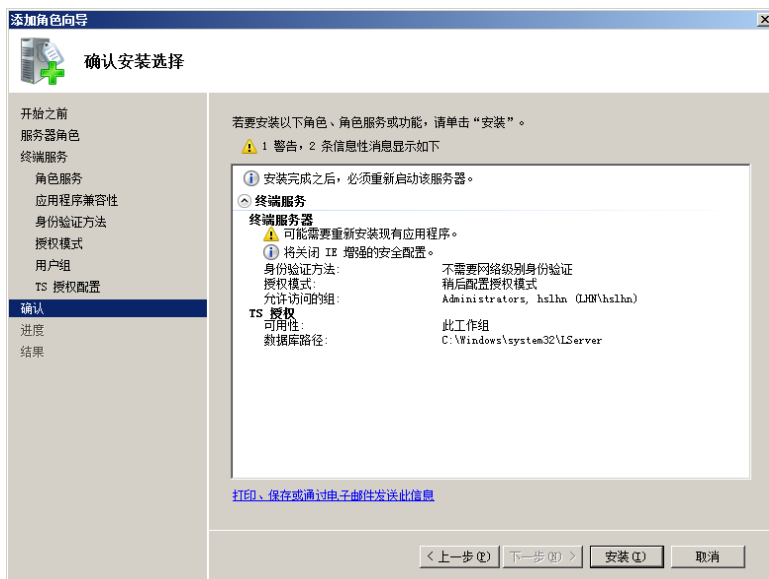 添加角色向导
确认安装选择
开始之前
服务器角色
终端服务
角色服务
应用程序兼容性
身份验证方法
授权模式
用户组
TS 授权配置
确认
进度
结果
若要安装以下角色、角色服务或功能，请单击“安装”。
1 警告，2 条信息性消息显示如下
安装完成之后，必须重新启动该服务器。
终端服务
终端服务器
可能需要重新安装现有应用程序。
将关闭 IE 增强的安全配置。
身份验证方法: 不需要网络级别身份验证
授权模式: 稍后配置授权模式
允许访问的组: Administrators, hslhn (LHN\hslhn)
TS 授权
可用性: 此工作组
数据库路径: C:\Windows\system32\LServer
打印、保存或通过电子邮件发送此信息
< 上一步(P) 下一步(N) > 安装(I) 取消